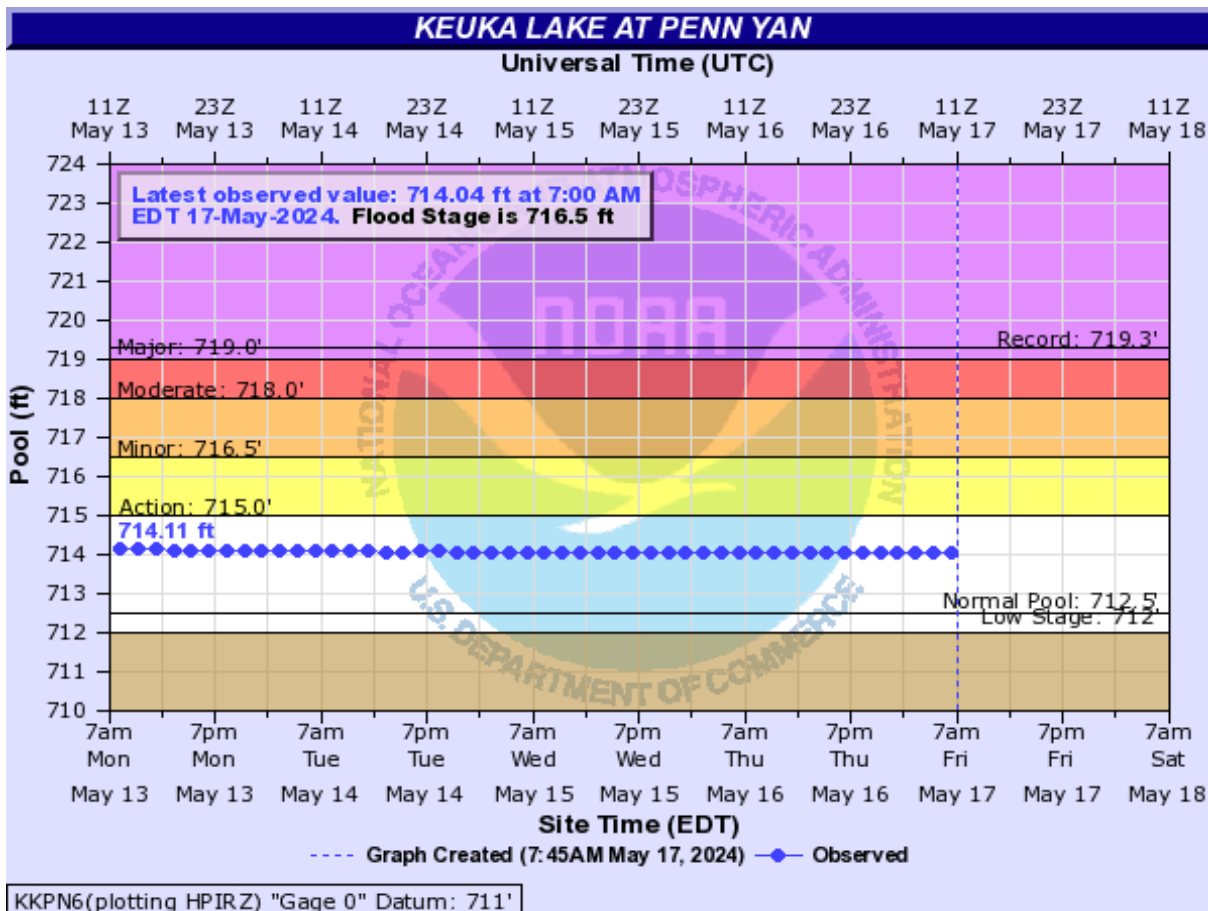 KEUKA LAKE AT PENN YAN
Universal Time (UTC)
11Z 23Z 11Z 23Z 11Z 23Z 11Z 23Z 11Z 23Z 11Z
May 13 May 13 May 14 May 14 May 15 May 15 May 16 May 16 May 17 May 17 May 18
724
Latest observed value: 714.04 ft at 7:00 AM
EDT 17-May-2024. Flood Stage is 716.5 ft
723
722
721
720
719
718
717
716
715
714
713
712
711
710
Pool (ft)
Record: 719.3'
Major: 719.0'
Moderate: 718.0'
Minor: 716.5'
Action: 715.0'
714.11 ft
Normal Pool: 712.5'
Low Stage: 712'
NATIONAL OCEANIC AND ATMOSPHERIC ADMINISTRATION
NOAA
U.S. DEPARTMENT OF COMMERCE
7am 7pm 7am 7pm 7am 7pm 7am 7pm 7am 7pm 7am
Mon Mon Tue Tue Wed Wed Thu Thu Fri Fri Sat
May 13 May 13 May 14 May 14 May 15 May 15 May 16 May 16 May 17 May 17 May 18
Site Time (EDT)
Graph Created (7:45AM May 17, 2024) Observed
KKPN6(plotting HPIRZ) "Gage 0" Datum: 711'